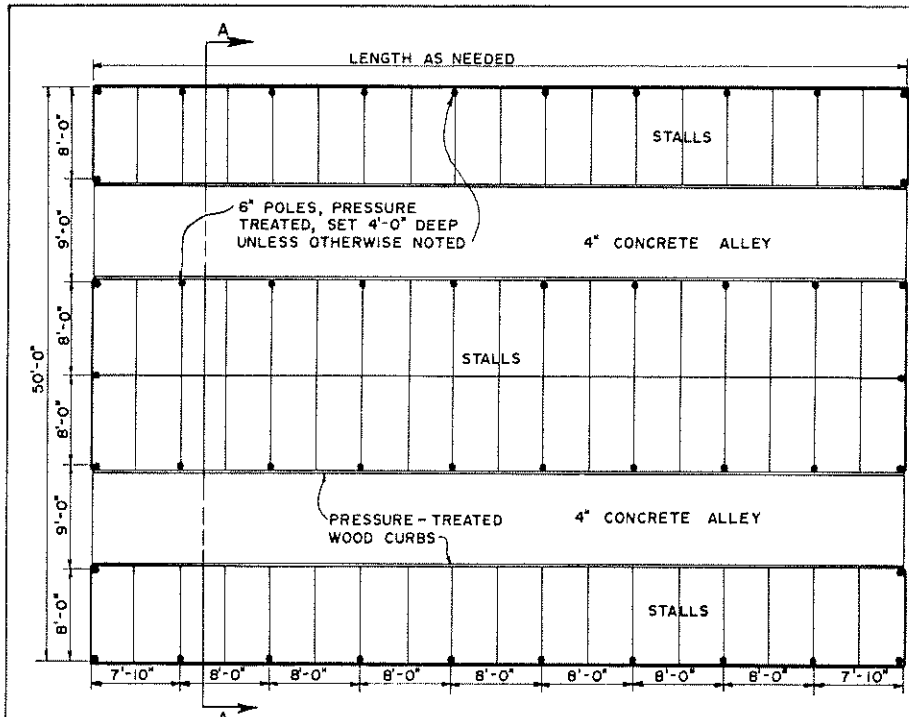 A
LENGTH AS NEEDED
8'-0"
STALLS
9'-0"
6" POLES, PRESSURE
TREATED, SET 4'-0" DEEP
UNLESS OTHERWISE NOTED
4" CONCRETE ALLEY
50'-0"
8'-0"
STALLS
8'-0"
9'-0"
PRESSURE-TREATED
WOOD CURBS
4" CONCRETE ALLEY
8'-0"
STALLS
7'-10" 8'-0" 8'-0" 8'-0" 8'-0" 8'-0" 8'-0" 8'-0" 7'-10"
A